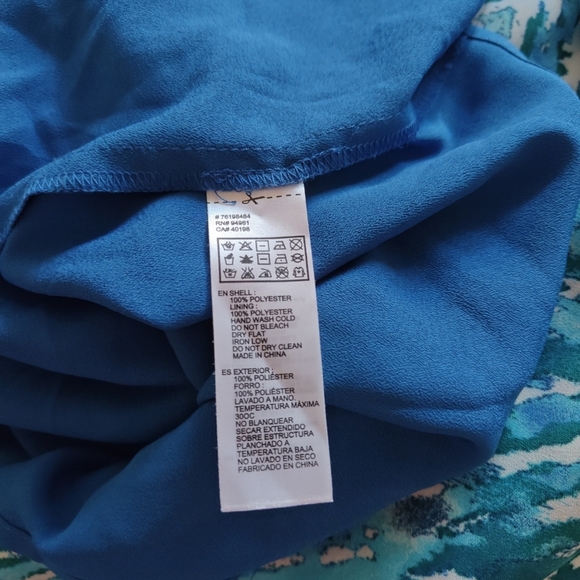 # 76198484
RN# 94961
CA# 40198
EN SHELL :
100% POLYESTER
LINING :
100% POLYESTER
HAND WASH COLD
DO NOT BLEACH
DRY FLAT
IRON LOW
DO NOT DRY CLEAN
MADE IN CHINA
ES EXTERIOR :
100% POLIÉSTER
FORRO :
100% POLIÉSTER
LAVADO A MANO.
TEMPERATURA MÁXIMA
30OC
NO BLANQUEAR
SECAR EXTENDIDO
SOBRE ESTRUCTURA
PLANCHADO À
TEMPERATURA BAJA
NO LAVADO EN SECO
FABRICADO EN CHINA